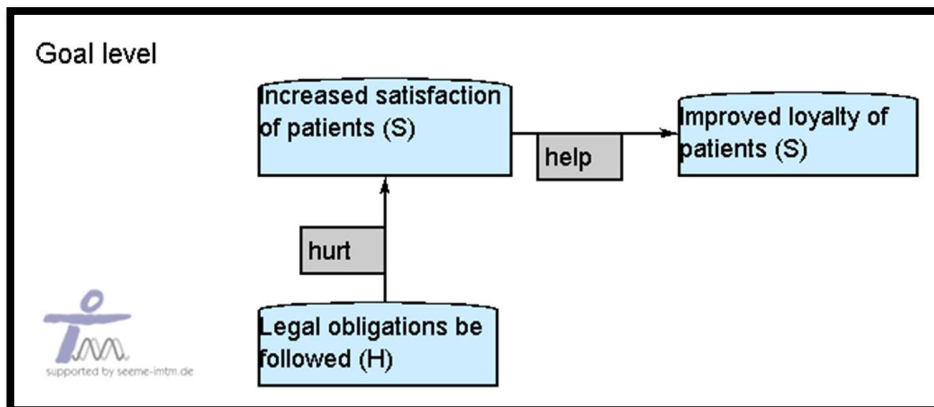 Goal level
Increased satisfaction
of patients (S)
Improved loyalty of
patients (S)
help
hurt
Legal obligations be
followed (H)
supported by seeme-imtm.de